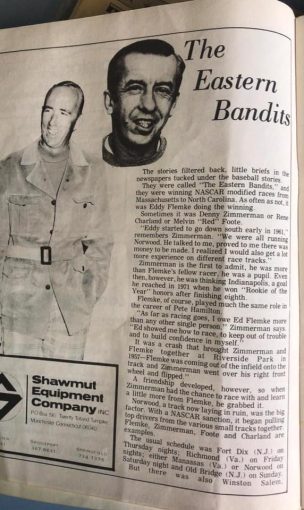 The
Eastern
Bandits
The stories filtered back, little briefs in the
newspapers tucked under the baseball stories.
They were called "The Eastern Bandits," and
they were winning NASCAR modified races from
Massachusetts to North Carolina. As often as not, it
was Eddy Flemke doing the winning.
Sometimes it was Denny Zimmerman or Rene
Charland or Melvin "Red" Foote.
"Eddy started to go down south early in 1961,"
remembers Zimmerman. "We were all running
Norwood. He talked to me, proved to me there was
money to be made. I realized I would also get a lot
more experience on different race tracks."
Zimmerman is the first to admit, he was more
than Flemke's fellow racer, he was a pupil. Even
then, however, he was thinking Indianapolis, a goal
he reached in 1971 when he won "Rookie of the
Year" honors after finishing eighth.
Flemke, of course, played much the same role in
the career of Pete Hamilton.
"As far as racing goes, I owe Ed Flemke more
than any other single person," Zimmerman says.
"Ed showed me how to race, to keep out of trouble
and to build confidence in myself."
It was a crash that brought Zimmerman and
Flemke together at Riverside Park in
1957—Flemke was coming out of the infield onto the
track and Zimmerman went over his right front
wheel and flipped.
A friendship developed, however, so when
Zimmerman had the chance to race with and learn
a little more from Flemke, he grabbed it.
Norwood, a track now laying in ruin, was the big
factor. With a NASCAR sanction, it began pulling
top drivers from the various small tracks together.
Flemke, Zimmerman, Foote and Charland are
examples.
The usual schedule was Fort Dix (N.J.) on
Thursday nights; Richmond (Va.) on Friday
nights; either Manassas (Va.) or Norwood on
Saturday night and Old Bridge (N.J.) on Sunday.
But there was also Winston Salem,
Shawmut
Equipment
Company INC
PO Box 51C Twenty Tolland Turnpike
Manchester Connecticut 06040
BRIDGEPORT
SPRINGFIELD